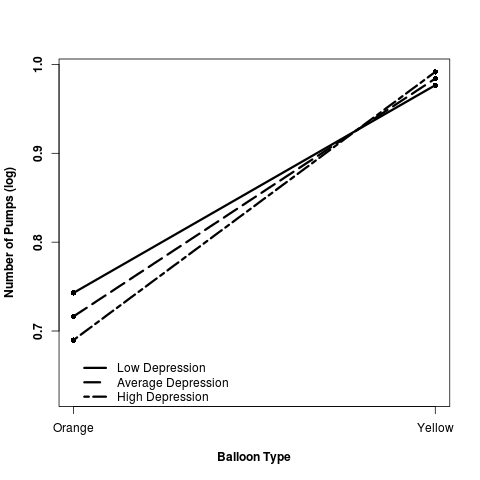 1.0
0.9
0.8
0.7
Number of Pumps (log)
Low Depression
Average Depression
High Depression
Orange
Yellow
Balloon Type